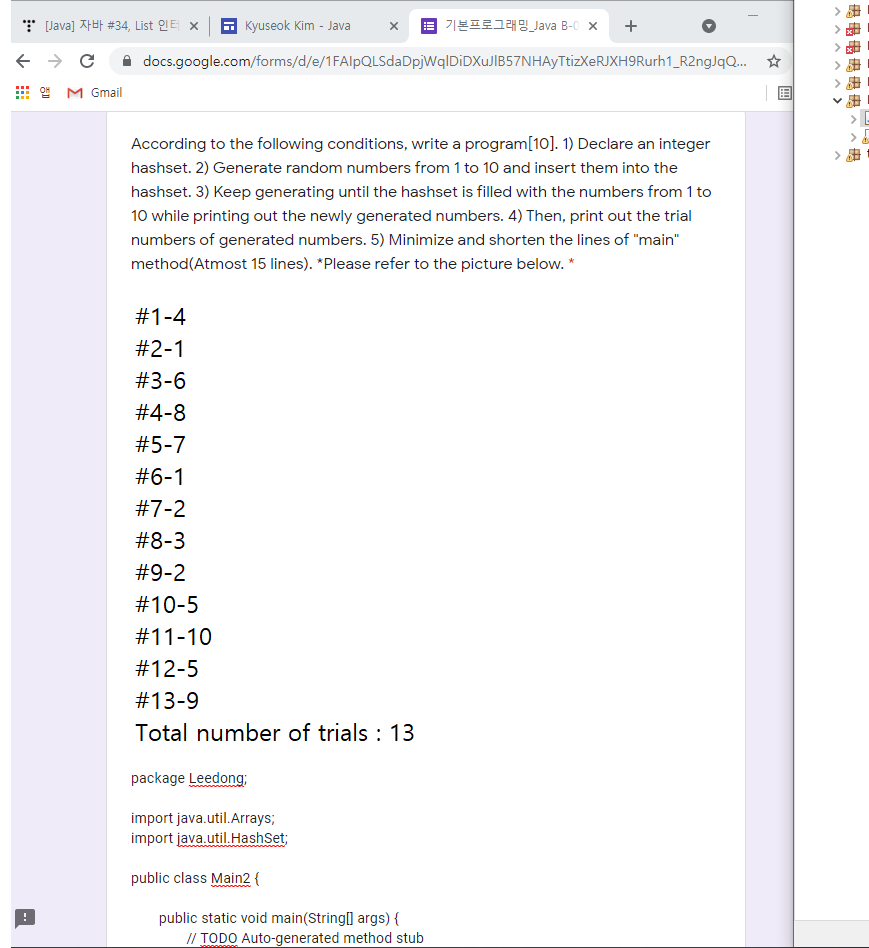 [Java] 자바 #34, List 인터
Kyuseok Kim - Java
기본프로그래밍_Java B-0
docs.google.com/forms/d/e/1FAIpQLSdaDpjWqlDiDXuJlB57NHAyTtizXeRJXH9Rurh1_R2ngJqQ...
앱
Gmail
According to the following conditions, write a program[10]. 1) Declare an integer
hashset. 2) Generate random numbers from 1 to 10 and insert them into the
hashset. 3) Keep generating until the hashset is filled with the numbers from 1 to
10 while printing out the newly generated numbers. 4) Then, print out the trial
numbers of generated numbers. 5) Minimize and shorten the lines of "main"
method(Atmost 15 lines). *Please refer to the picture below. *
#1-4
#2-1
#3-6
#4-8
#5-7
#6-1
#7-2
#8-3
#9-2
#10-5
#11-10
#12-5
#13-9
Total number of trials : 13
package Leedong;
import java.util.Arrays;
import java.util.HashSet;
public class Main2 {
public static void main(String[] args) {
// TODO Auto-generated method stub